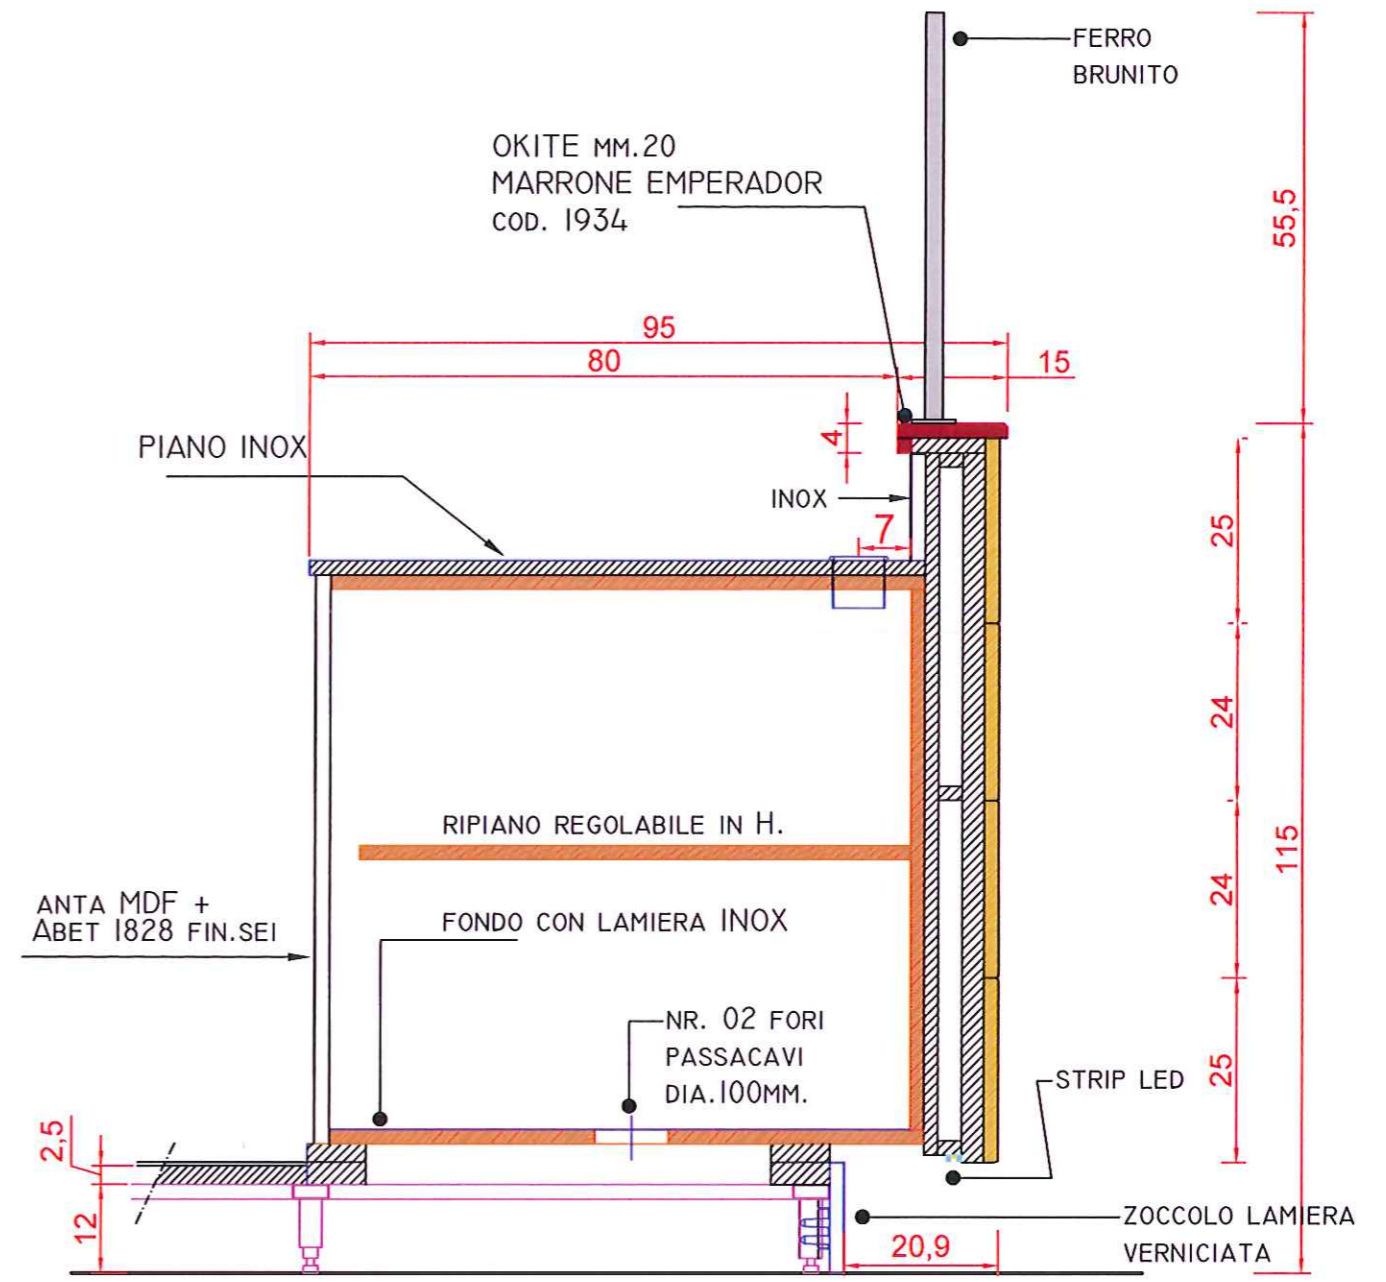 FERRO
BRUNITO
OKITE MM.20
MARRONE EMPERADOR
COD. 1934
55,5
95
80
15
4
PIANO INOX
INOX
7
25
24
RIPIANO REGOLABILE IN H.
115
24
ANTA MDF +
ABET 1828 FIN.SEI
FONDO CON LAMIERA INOX
NR. 02 FORI
PASSACAVI
DIA.100MM.
25
STRIP LED
2,5
12
20,9
ZOCCOLO LAMIERA
VERNICIATA